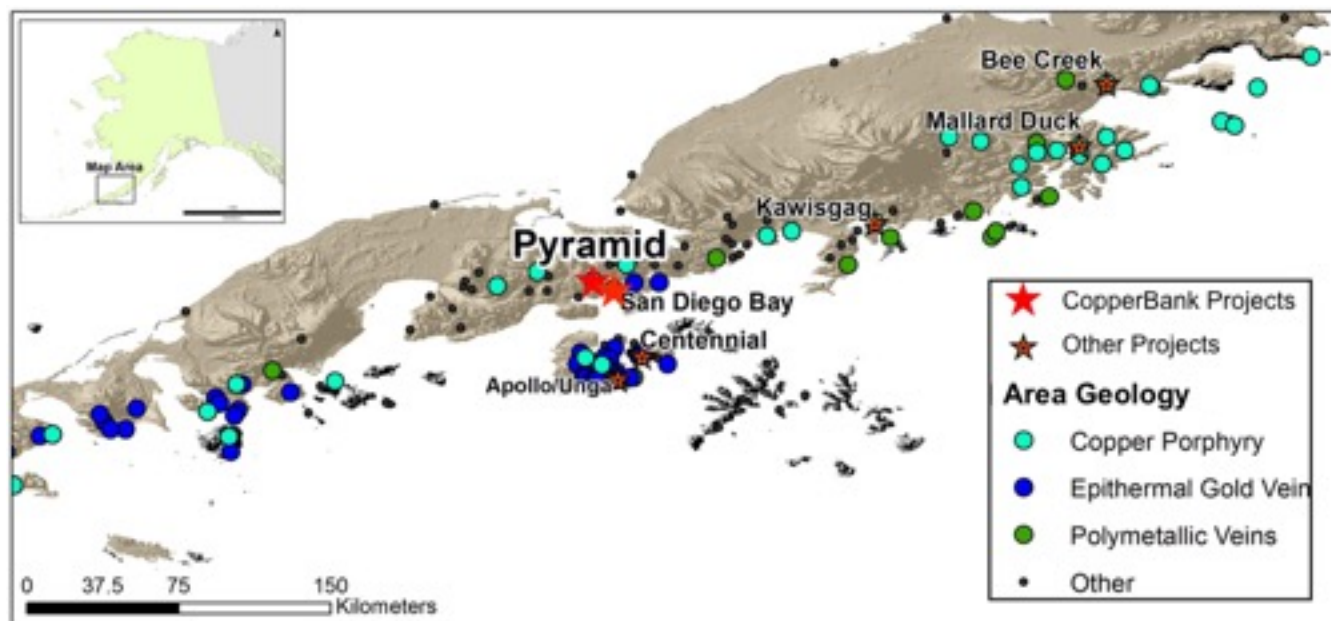 Map Area
Bee Creek
Mallard Duck
Kawisgag
Pyramid
San Diego Bay
Centennial
Apollo/Unga
CopperBank Projects
Other Projects
Area Geology
Copper Porphyry
Epithermal Gold Vein
Polymetallic Veins
Other
0 37.5 75 150
Kilometers